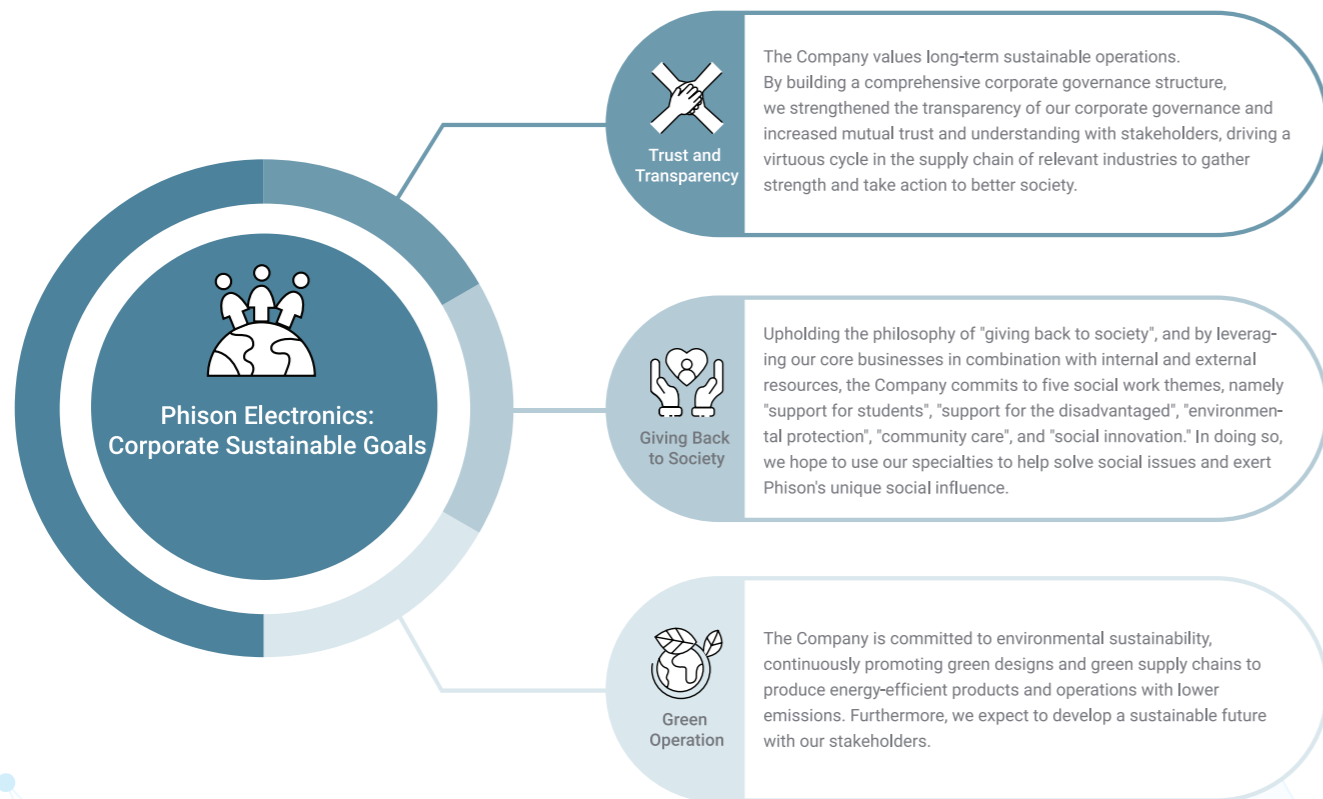 Phison Electronics:
Corporate Sustainable Goals
Trust and
Transparency
The Company values long-term sustainable operations.
By building a comprehensive corporate governance structure,
we strengthened the transparency of our corporate governance and
increased mutual trust and understanding with stakeholders, driving a
virtuous cycle in the supply chain of relevant industries to gather
strength and take action to better society.
Giving Back
to Society
Upholding the philosophy of "giving back to society", and by leverag-
ing our core businesses in combination with internal and external
resources, the Company commits to five social work themes, namely
"support for students", "support for the disadvantaged", "environmen-
tal protection", "community care", and "social innovation." In doing so,
we hope to use our specialties to help solve social issues and exert
Phison's unique social influence.
Green
Operation
The Company is committed to environmental sustainability,
continuously promoting green designs and green supply chains to
produce energy-efficient products and operations with lower
emissions. Furthermore, we expect to develop a sustainable future
with our stakeholders.